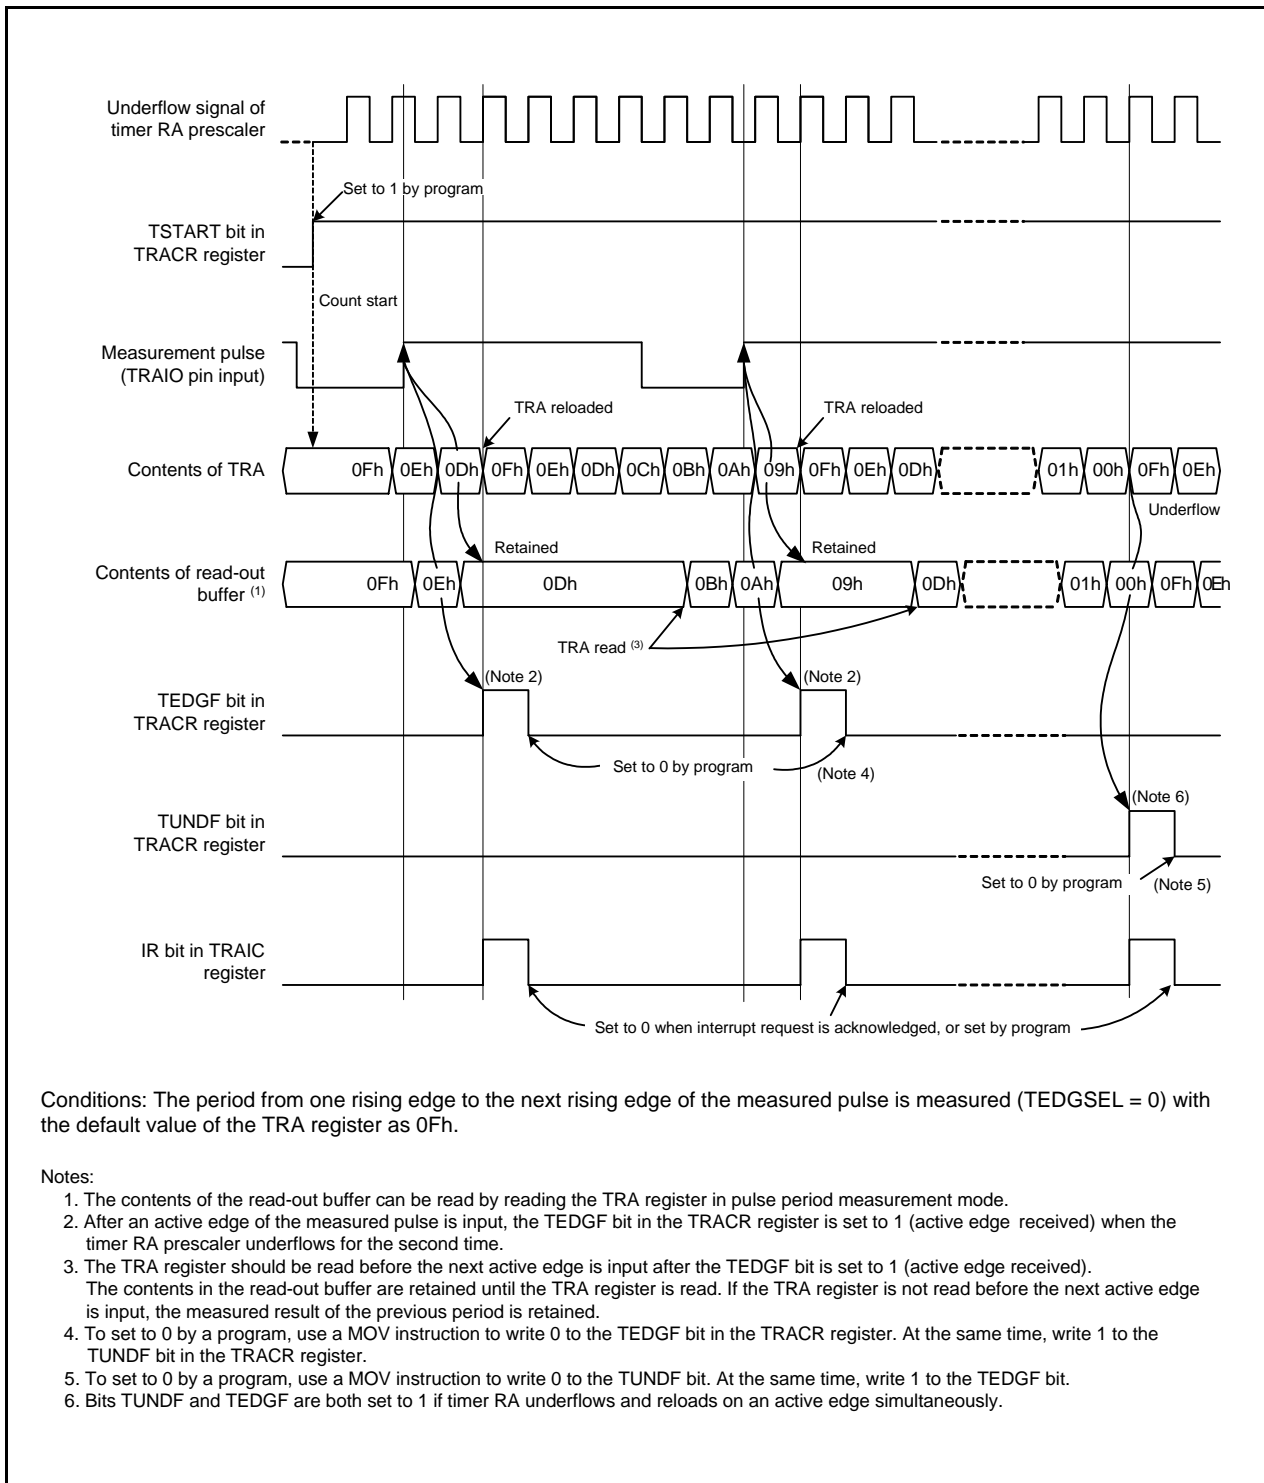 Underflow signal of
timer RA prescaler
Set to 1 by program
TSTART bit in
TRACR register
Count start
Measurement pulse
(TRAIO pin input)
TRA reloaded TRA reloaded
Contents of TRA 0Fh 0Eh 0Dh 0Fh 0Eh 0Dh 0Ch 0Bh 0Ah 09h 0Fh 0Eh 0Dh 01h 00h 0Fh 0Eh
Underflow
Retained Retained
Contents of read-out
buffer (1)
0Fh 0Eh 0Dh 0Bh 0Ah 09h 0Dh 01h 00h 0Fh 0Eh
TRA read (3)
(Note 2) (Note 2)
TEDGF bit in
TRACR register
Set to 0 by program (Note 4)
(Note 6)
TUNDF bit in
TRACR register
Set to 0 by program (Note 5)
IR bit in TRAIC
register
Set to 0 when interrupt request is acknowledged, or set by program
Conditions: The period from one rising edge to the next rising edge of the measured pulse is measured (TEDGSEL = 0) with
the default value of the TRA register as 0Fh.
Notes:
1. The contents of the read-out buffer can be read by reading the TRA register in pulse period measurement mode.
2. After an active edge of the measured pulse is input, the TEDGF bit in the TRACR register is set to 1 (active edge received) when the
timer RA prescaler underflows for the second time.
3. The TRA register should be read before the next active edge is input after the TEDGF bit is set to 1 (active edge received).
The contents in the read-out buffer are retained until the TRA register is read. If the TRA register is not read before the next active edge
is input, the measured result of the previous period is retained.
4. To set to 0 by a program, use a MOV instruction to write 0 to the TEDGF bit in the TRACR register. At the same time, write 1 to the
TUNDF bit in the TRACR register.
5. To set to 0 by a program, use a MOV instruction to write 0 to the TUNDF bit. At the same time, write 1 to the TEDGF bit.
6. Bits TUNDF and TEDGF are both set to 1 if timer RA underflows and reloads on an active edge simultaneously.